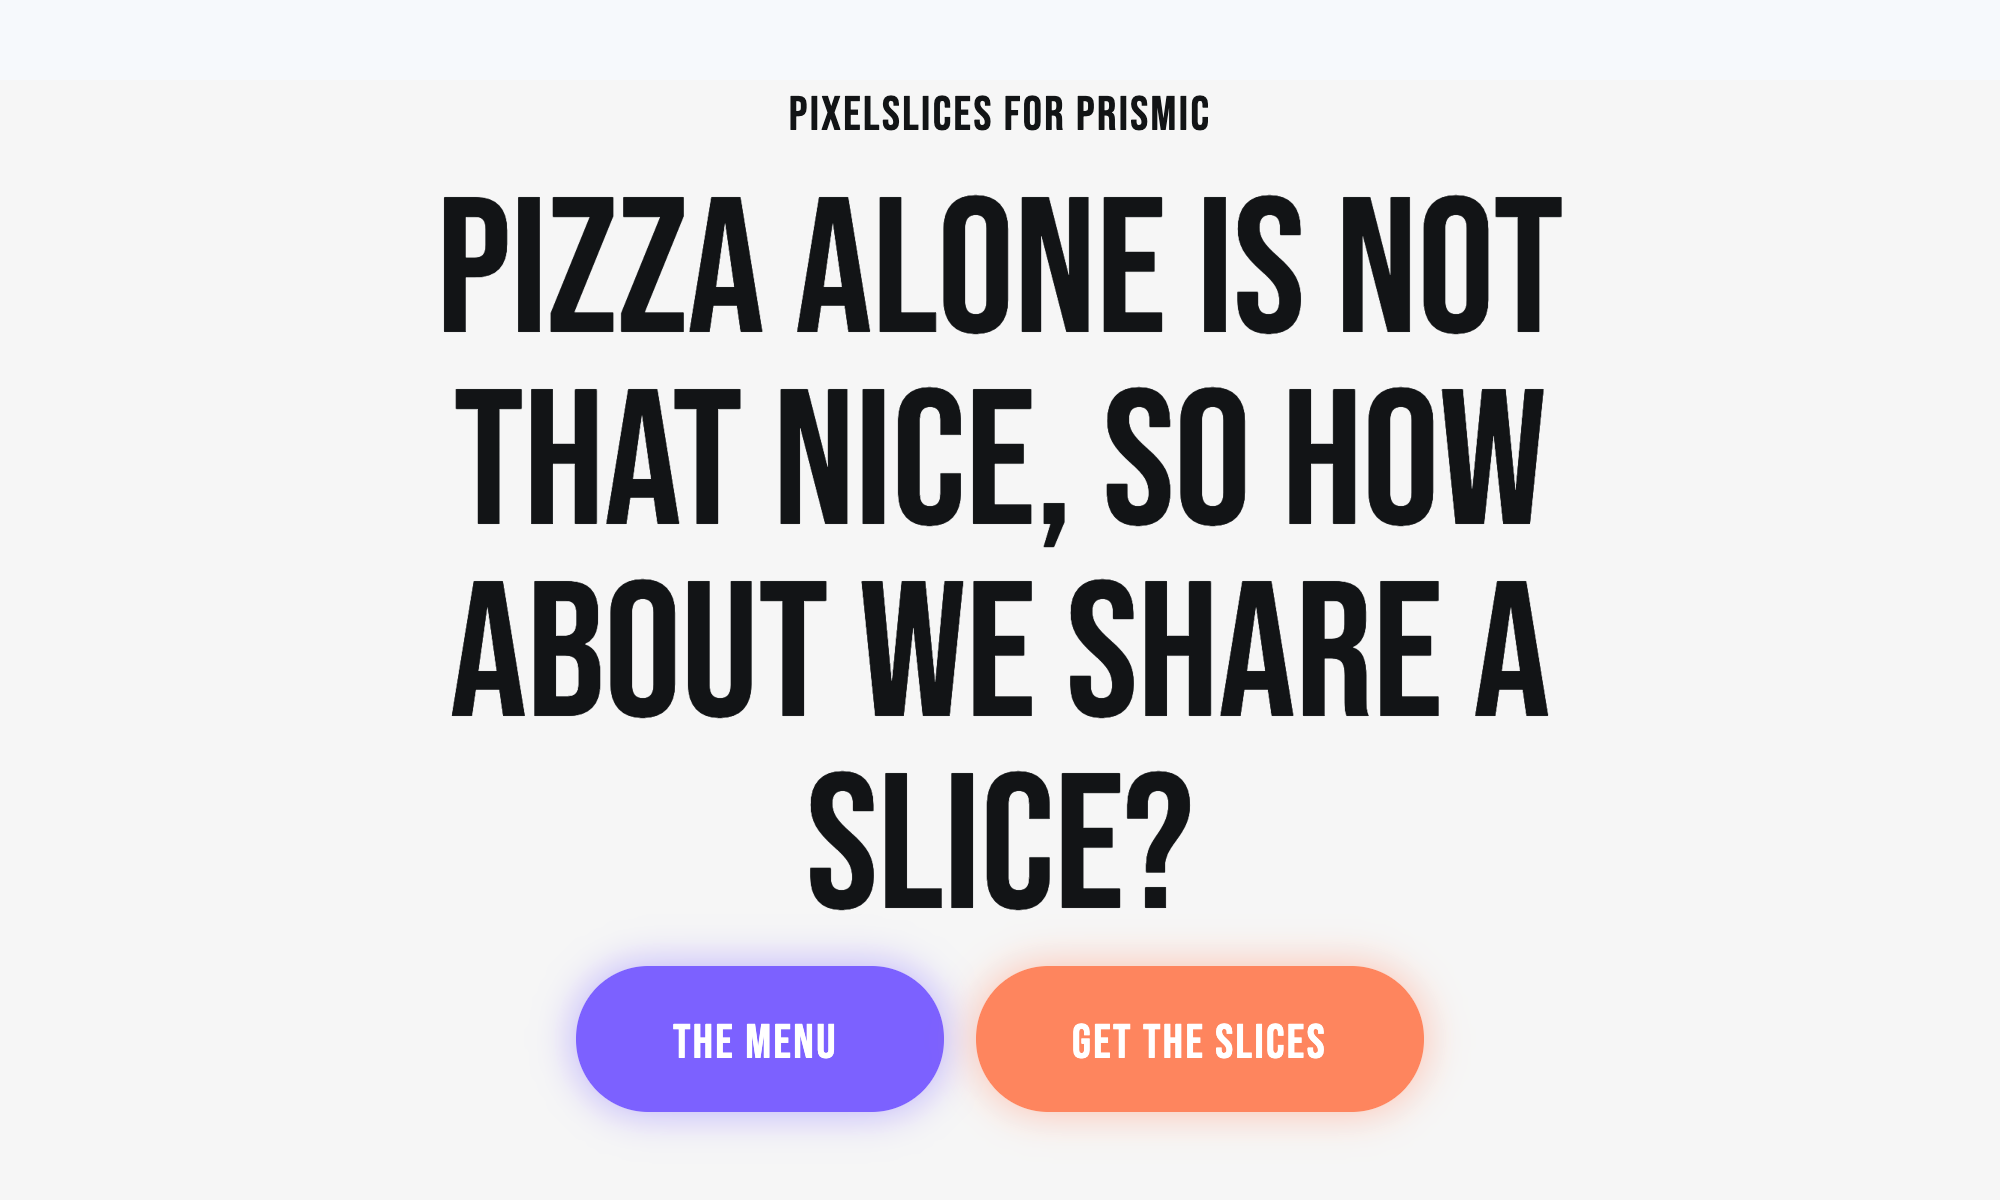 PIXELSLICES FOR PRISMIC
PIZZA ALONE IS NOT
THAT NICE, SO HOW
ABOUT WE SHARE A
SLICE?
THE MENU
GET THE SLICES